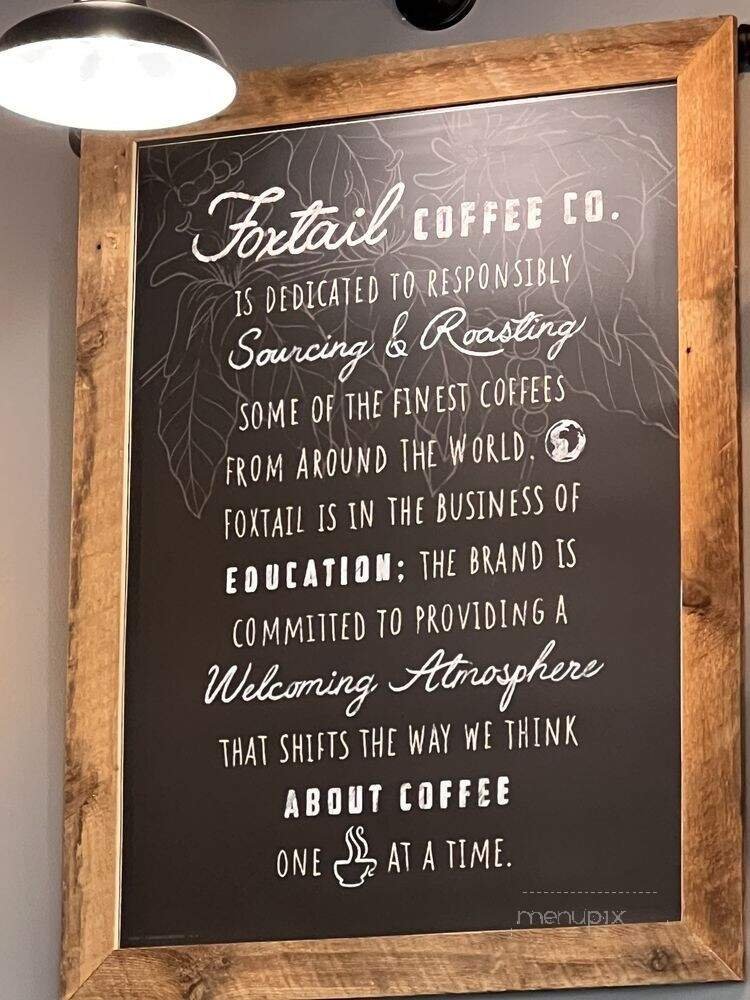 Foxtail COFFEE CO.
IS DEDICATED TO RESPONSIBLY
Sourcing & Roasting
SOME OF THE FINEST COFFEES
FROM AROUND THE WORLD.
FOXTAIL IS IN THE BUSINESS OF
EDUCATION; THE BRAND IS
COMMITTED TO PROVIDING A
Welcoming Atmosphere
THAT SHIFTS THE WAY WE THINK
ABOUT COFFEE
ONE AT A TIME.
menupix